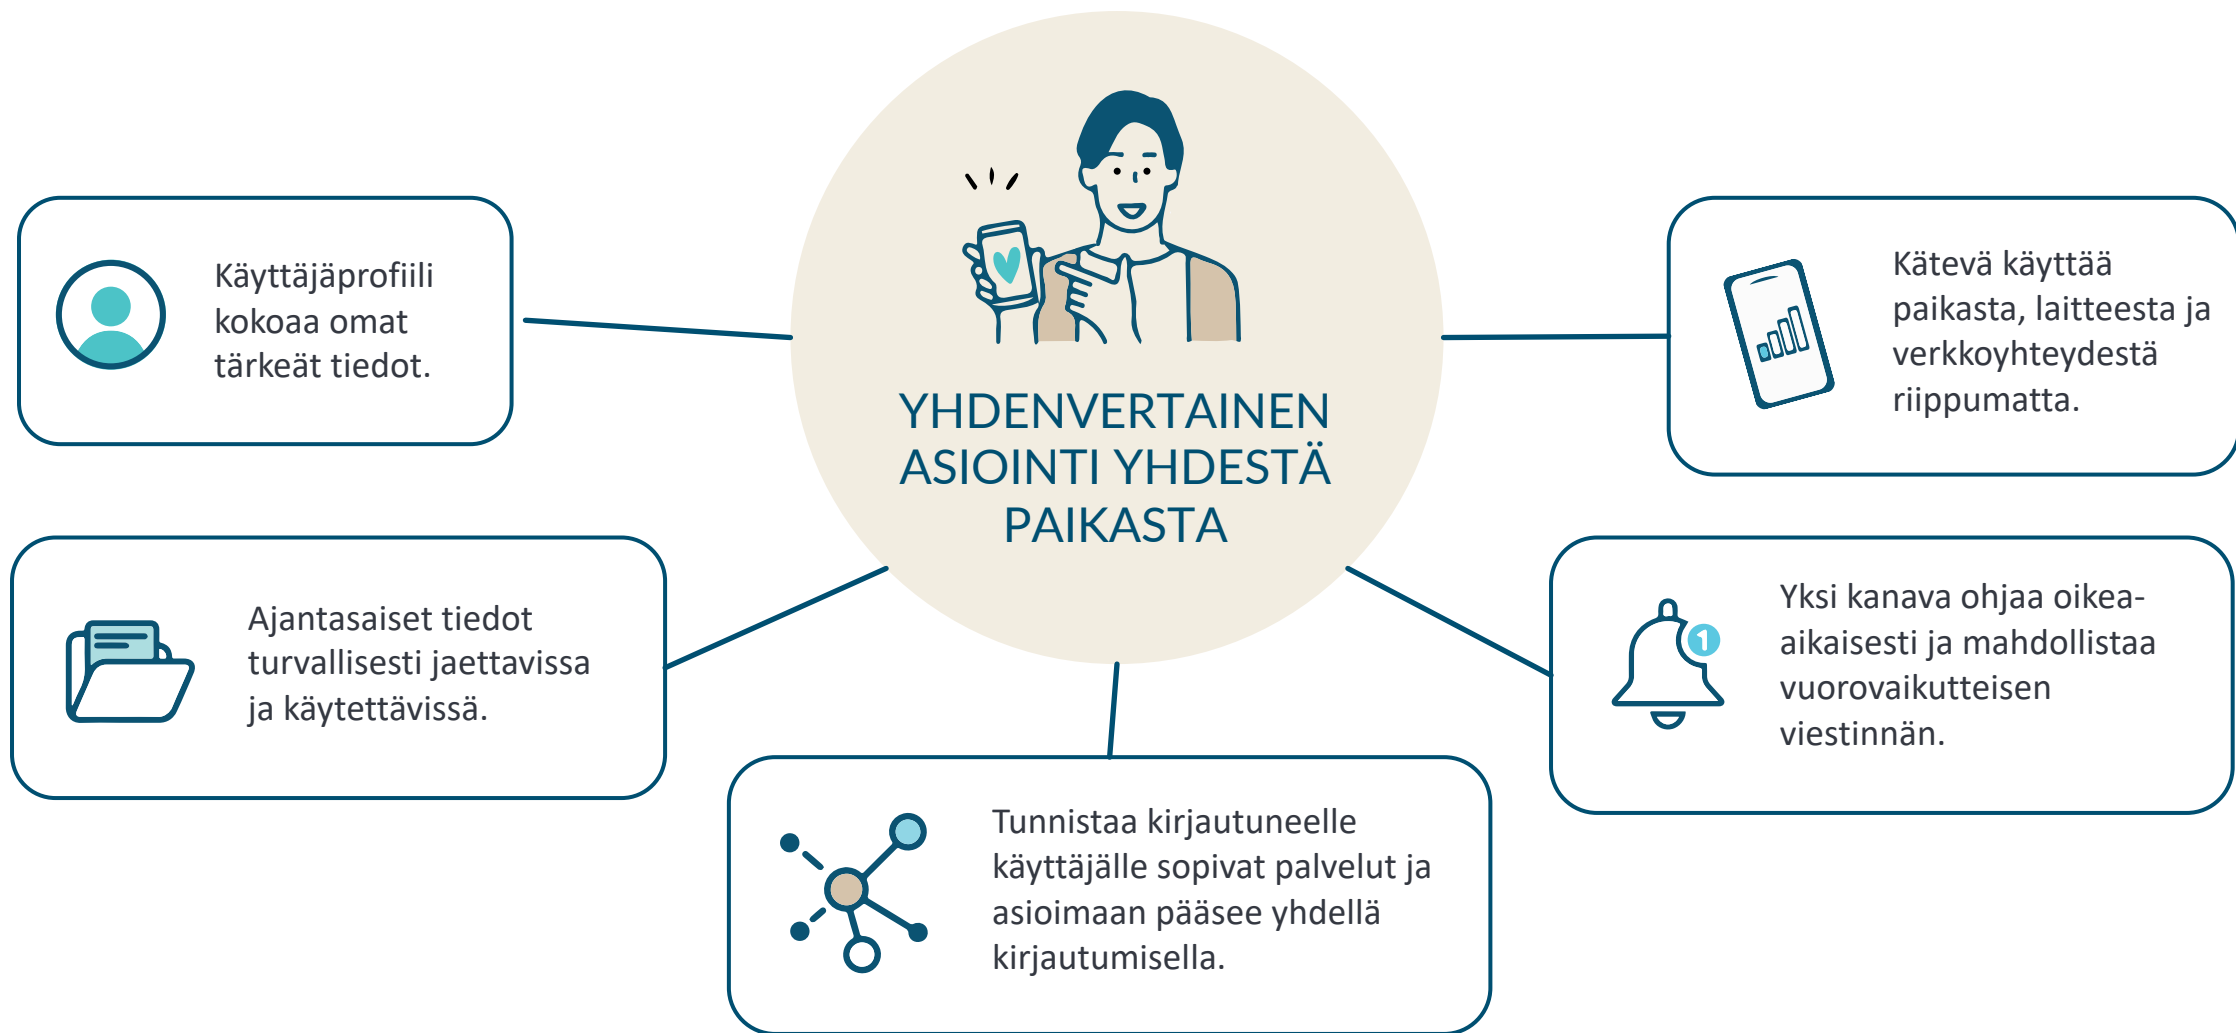 YHDENVERTAINEN
ASIOINTI YHDESTÄ
PAIKASTA
Käyttäjäprofiili
kokoaa omat
tärkeät tiedot.
Ajantasaiset tiedot
turvallisesti jaettavissa
ja käytettävissä.
Tunnistaa kirjautuneelle
käyttäjälle sopivat palvelut ja
asioimaan pääsee yhdellä
kirjautumisella.
1
Yksi kanava ohjaa oikea-
aikaisesti ja mahdollistaa
vuorovaikutteisen
viestinnän.
Kätevä käyttää
paikasta, laitteesta ja
verkkoyhteydestä
riippumatta.